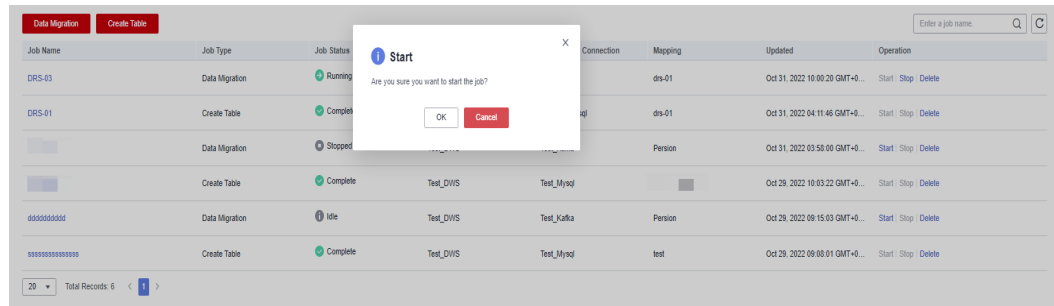 Data Migration Create Table Enter a job name.
Job Name Job Type Job Status Connection Mapping Updated Operation
Start
X
Are you sure you want to start the job?
OK Cancel
DRS-03 Data Migration Running drs-01 Oct 31, 2022 10:00:20 GMT+0... Start Stop Delete
DRS-01 Create Table drs-01 Oct 31, 2022 04:11:46 GMT+0... Start Stop Delete
Data Migration Stopped Persion Oct 31, 2022 03:58:00 GMT+0... Start Stop Delete
Create Table Complete Test_DWS Test_Mysql Oct 29, 2022 10:03:22 GMT+0... Start Stop Delete
dddddddddd Data Migration Idle Test_DWS Test_Kafka Persion Oct 29, 2022 09:15:03 GMT+0... Start Stop Delete
sssssssssssssss Create Table Complete Test_DWS Test_Mysql test Oct 29, 2022 09:08:01 GMT+0... Start Stop Delete
20 Total Records: 6 < 1 >